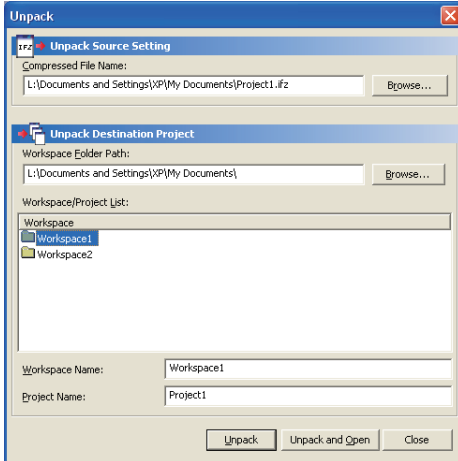 Unpack
IFZ Unpack Source Setting
Compressed File Name:
L:\Documents and Settings\XP\My Documents\Project1.ifz
Browse...
Unpack Destination Project
Workspace Folder Path:
L:\Documents and Settings\XP\My Documents\
Browse...
Workspace/Project List:
Workspace
Workspace1
Workspace2
Workspace Name: Workspace1
Project Name: Project1
Unpack Unpack and Open Close